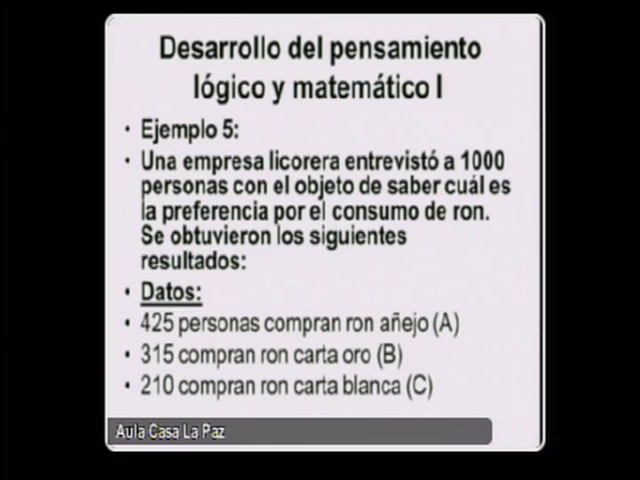 Desarrollo del pensamiento
lógico y matemático I
• Ejemplo 5:
• Una empresa licorera entrevistó a 1000
personas con el objeto de saber cuál es
la preferencia por el consumo de ron.
Se obtuvieron los siguientes
resultados:
• Datos:
• 425 personas compran ron añejo (A)
• 315 compran ron carta oro (B)
• 210 compran ron carta blanca (C)
Aula Casa La Paz